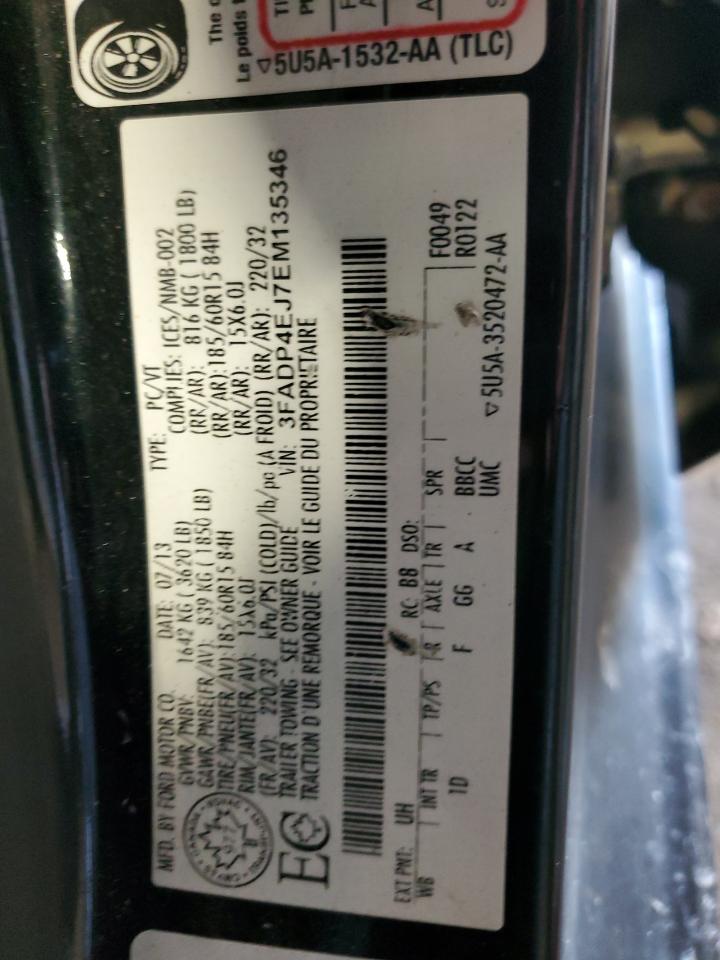 The c
Le poids t
▽5U5A-1532-AA (TLC)
MFD. BY FORD MOTOR CO. DATE: 07/13 TYPE: PC/VT
GVWR/PNBV: 1642 KG ( 3620 LB) COMPLIES: ICES/NMB-002
GAWR/PNBE(FR/AV): 839 KG ( 1850 LB) (RR/AR): 816 KG ( 1800 LB)
TIRE/PNEU(FR/AV):185/60R15 84H (RR/AR):185/60R15 84H
RIM/JANTE(FR/AV): 15X6.0J (RR/AR): 15X6.0J
(FR/AV): 220/32 kPa/PSI (COLD)/lb/po (A FROID) (RR/AR): 220/32
TRAILER TOWING - SEE OWNER GUIDE VIN: 3FADP4EJ7EM135346
TRACTION D'UNE REMORQUE - VOIR LE GUIDE DU PROPRIETAIRE
CANADA
EC
EXT PNT: UH RC: B8 DSO:
WB INT TR TP/PS R AXLE TR SPR F0049
1D F GG A BBCC R0122
UMC
▽5U5A-3520472-AA